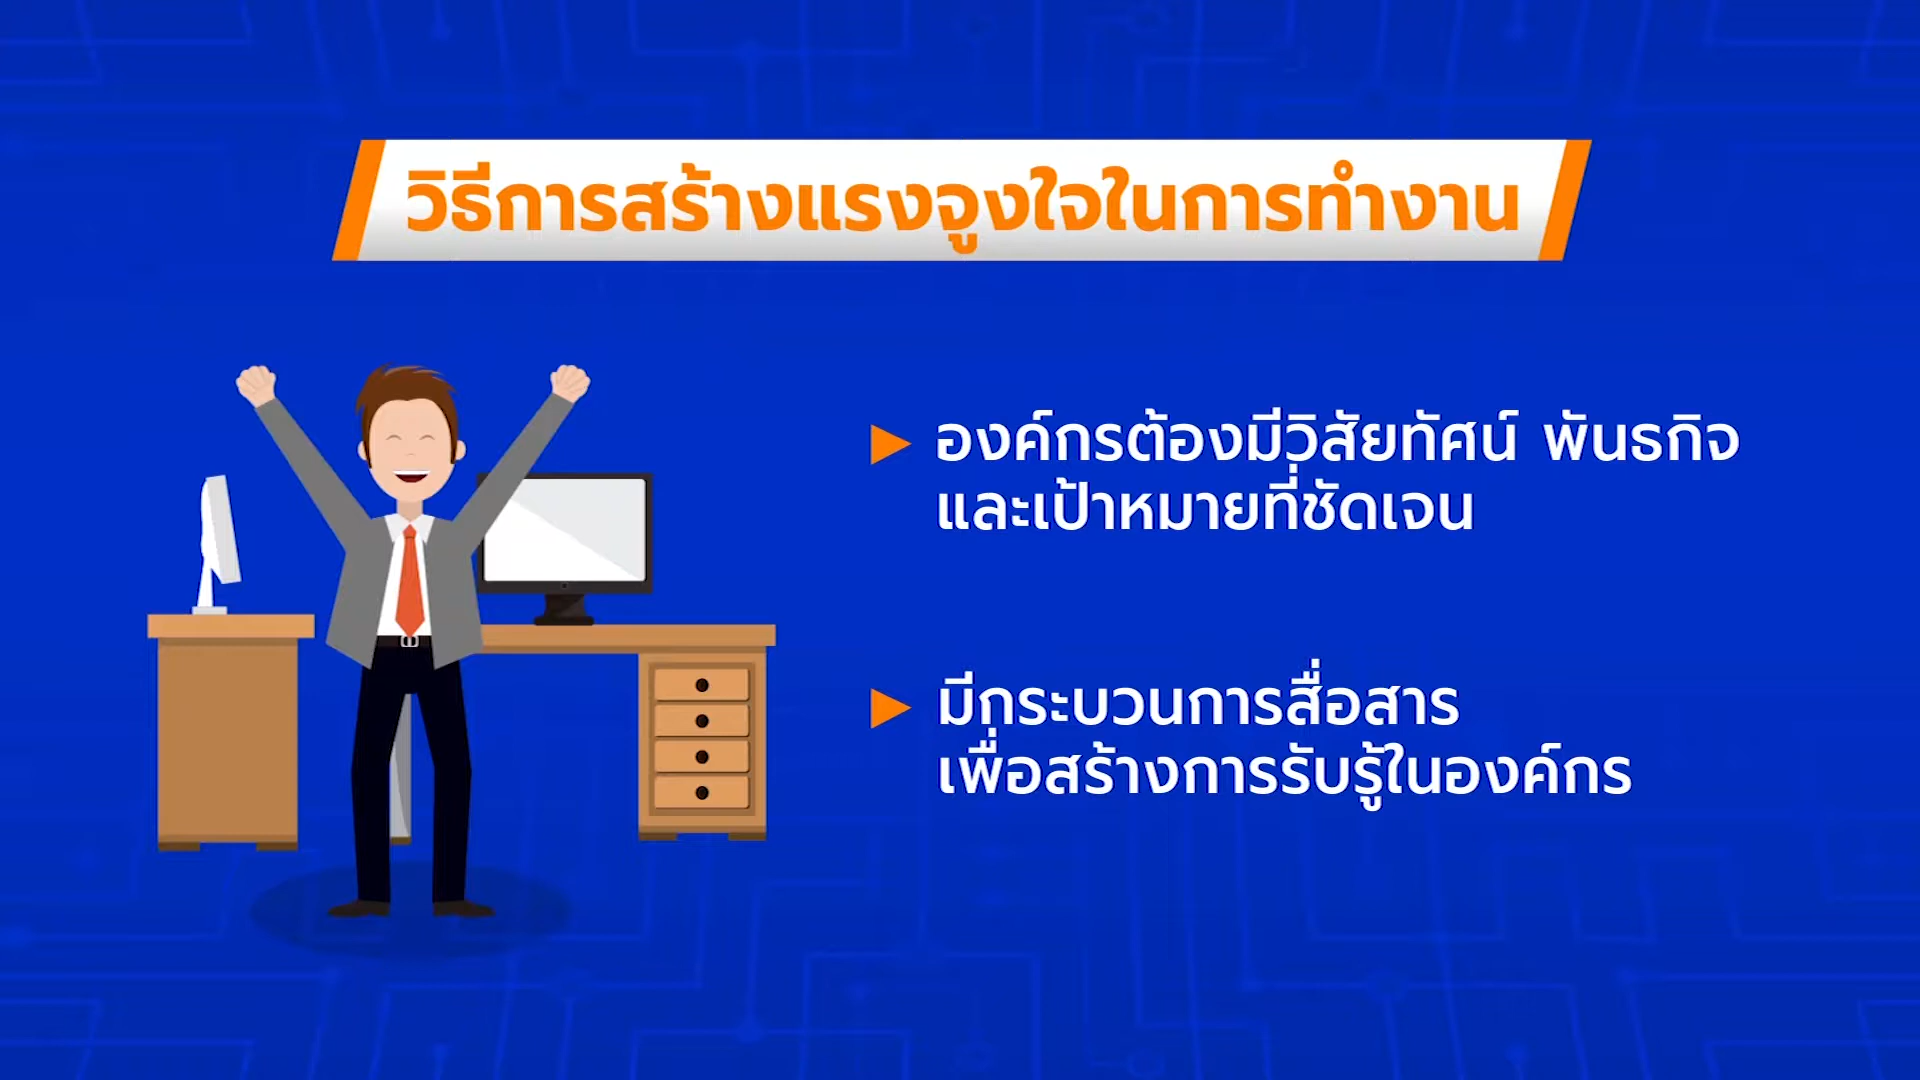 วิธีการสร้างแรงจูงใจในการทำงาน
องค์กรต้องมีวิสัยทัศน์ พันธกิจ
และเป้าหมายที่ชัดเจน
มีกระบวนการสื่อสาร
เพื่อสร้างการรับรู้ในองค์กร